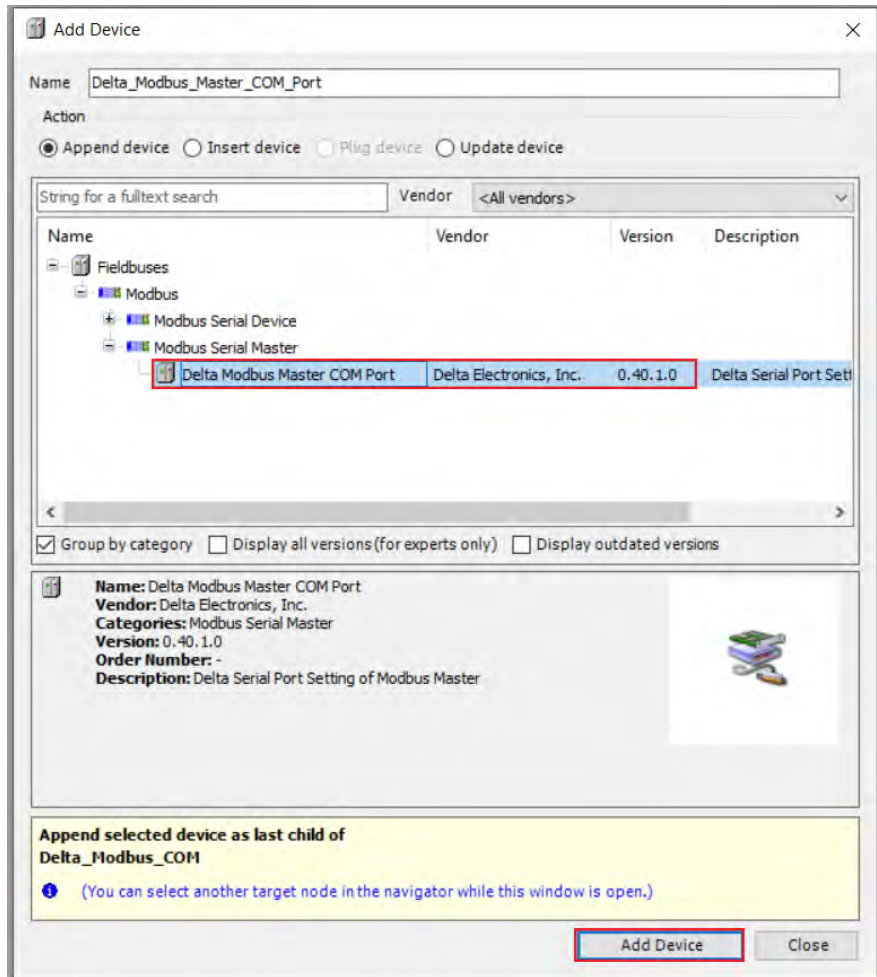 Add Device
Name Delta_Modbus_Master_COM_Port
Action
Append device Insert device Plug device Update device
String for a fulltext search Vendor <All vendors>
Name Vendor Version Description
Fieldbuses
Modbus
Modbus Serial Device
Modbus Serial Master
Delta Modbus Master COM Port Delta Electronics, Inc. 0.40.1.0 Delta Serial Port Sett
Group by category Display all versions (for experts only) Display outdated versions
Name: Delta Modbus Master COM Port
Vendor: Delta Electronics, Inc.
Categories: Modbus Serial Master
Version: 0.40.1.0
Order Number: -
Description: Delta Serial Port Setting of Modbus Master
Append selected device as last child of
Delta_Modbus_COM
(You can select another target node in the navigator while this window is open.)
Add Device Close